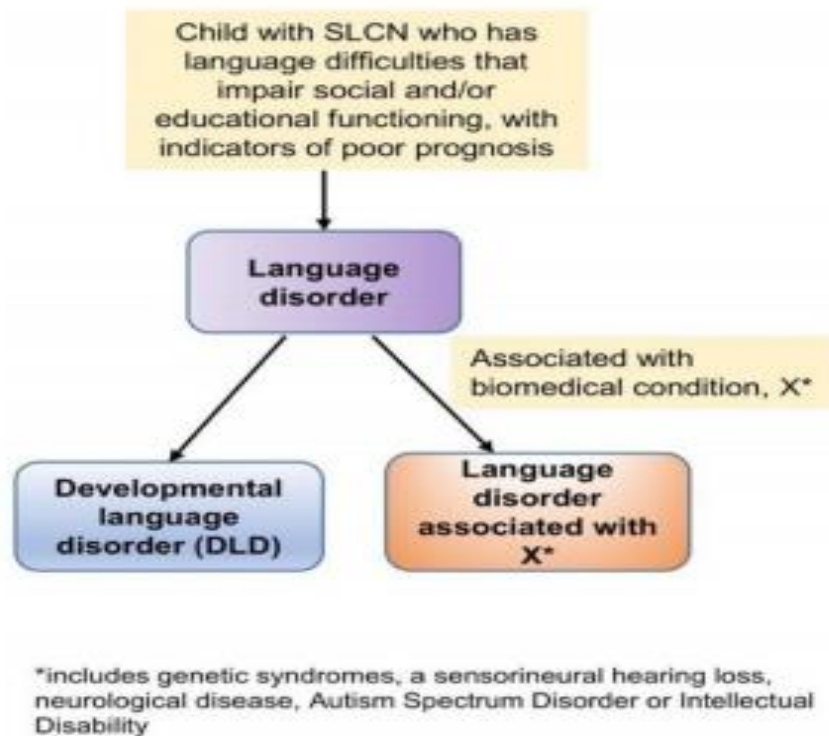 Child with SLCN who has
language difficulties that
impair social and/or
educational functioning, with
indicators of poor prognosis
Language
disorder
Associated with
biomedical condition, X*
Developmental
language
disorder (DLD)
Language
disorder
associated with
X*
*includes genetic syndromes, a sensorineural hearing loss,
neurological disease, Autism Spectrum Disorder or Intellectual
Disability